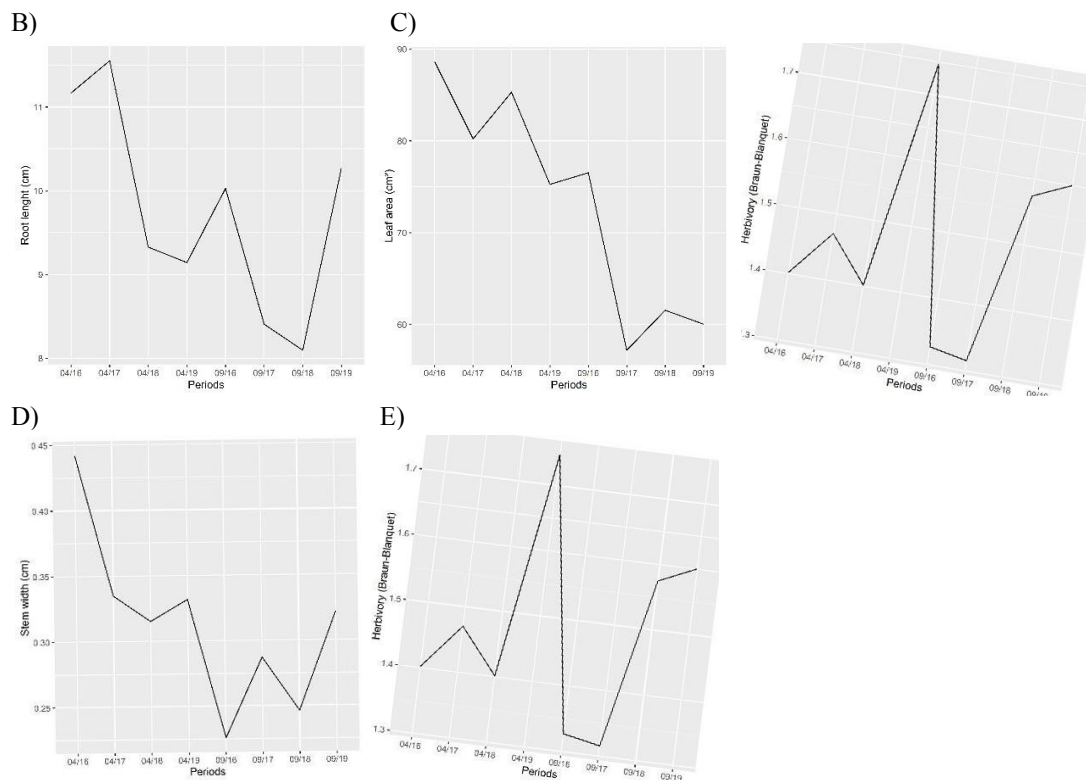 B)
C)
Root lenght (cm)
11
10
9
8
04/16 04/17 04/18 04/19 09/16 09/17 09/18 09/19
Periods
Leaf area (cm²)
90
80
70
60
04/16 04/17 04/18 04/19 09/16 09/17 09/18 09/19
Periods
Herbivory (Braun-Blanquet)
1.7
1.6
1.5
1.4
1.3
04/16 04/17 04/18 04/19 09/16 09/17 09/18
Periods
D)
E)
Stem width (cm)
0.45
0.40
0.35
0.30
0.25
04/16 04/17 04/18 04/19 09/16 09/17 09/18 09/19
Periods
Herbivory (Braun-Blanquet)
1.7
1.6
1.5
1.4
1.3
04/16 04/17 04/18 04/19 09/16 09/17 09/18 09/19
Periods